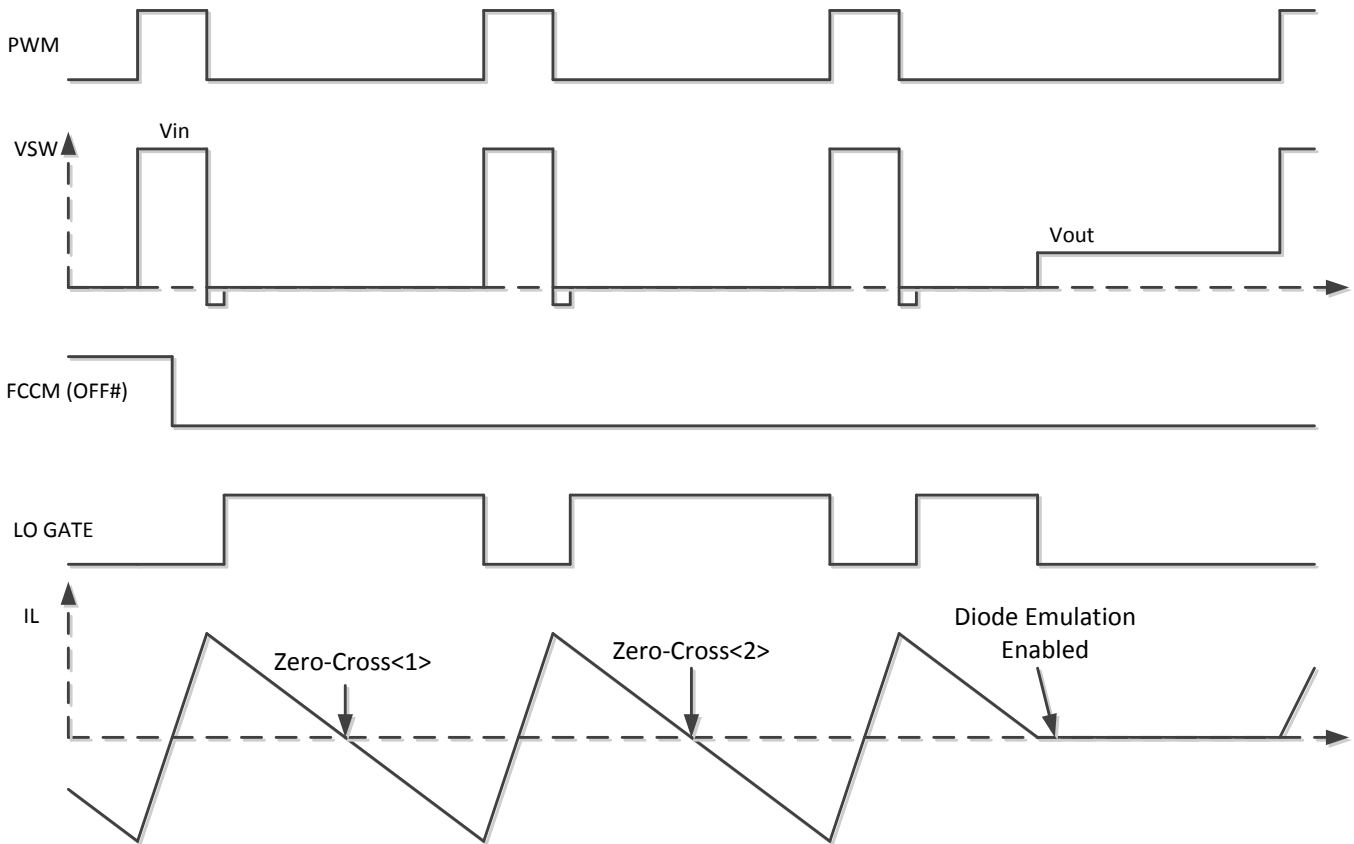 PWM
Vin
VSW
Vout
FCCM (OFF#)
LO GATE
IL
Zero-Cross<1>
Zero-Cross<2>
Diode Emulation
Enabled